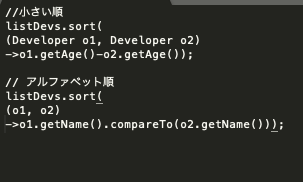 //小さい順
listDevs.sort(
(Developer o1, Developer o2)
->o1.getAge()-o2.getAge());

// アルファベット順
listDevs.sort(
(o1, o2)
->o1.getName().compareTo(o2.getName()));